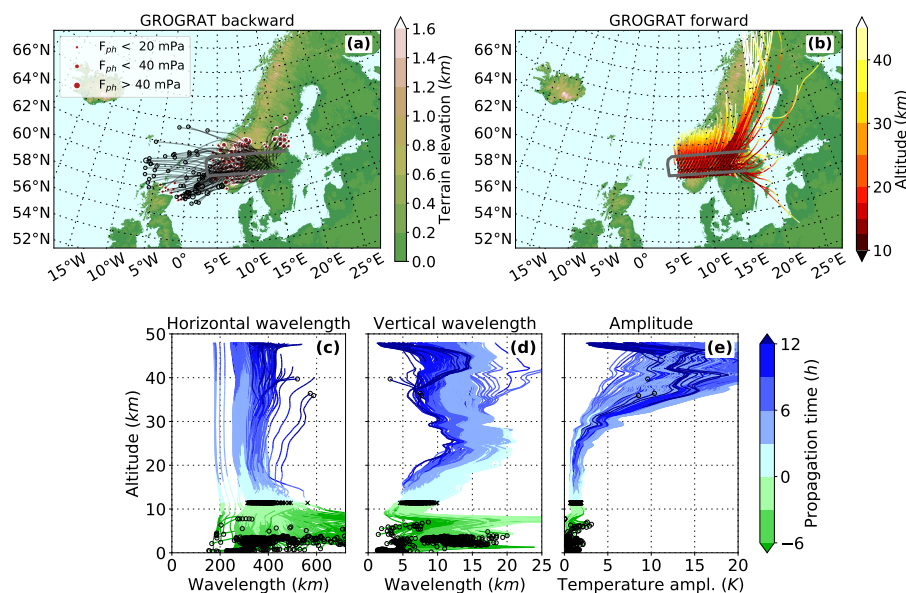 GROGRAT backward
GROGRAT forward
(a)
(b)
F_ph < 20 mPa
F_ph < 40 mPa
F_ph > 40 mPa
66°N
64°N
62°N
60°N
58°N
56°N
54°N
52°N
15°W
10°W
5°W
0°
5°E
10°E
15°E
20°E
25°E
1.6
1.4
1.2
1.0
0.8
0.6
0.4
0.2
0.0
Terrain elevation (km)
66°N
64°N
62°N
60°N
58°N
56°N
54°N
52°N
15°W
10°W
5°W
0°
5°E
10°E
15°E
20°E
25°E
40
30
20
10
Altitude (km)
Horizontal wavelength
Vertical wavelength
Amplitude
(c)
(d)
(e)
50
40
30
20
10
0
Altitude (km)
0
200
400
600
Wavelength (km)
0
5
10
15
20
25
Wavelength (km)
0
5
10
15
20
Temperature ampl. (K)
12
6
0
−6
Propagation time (h)